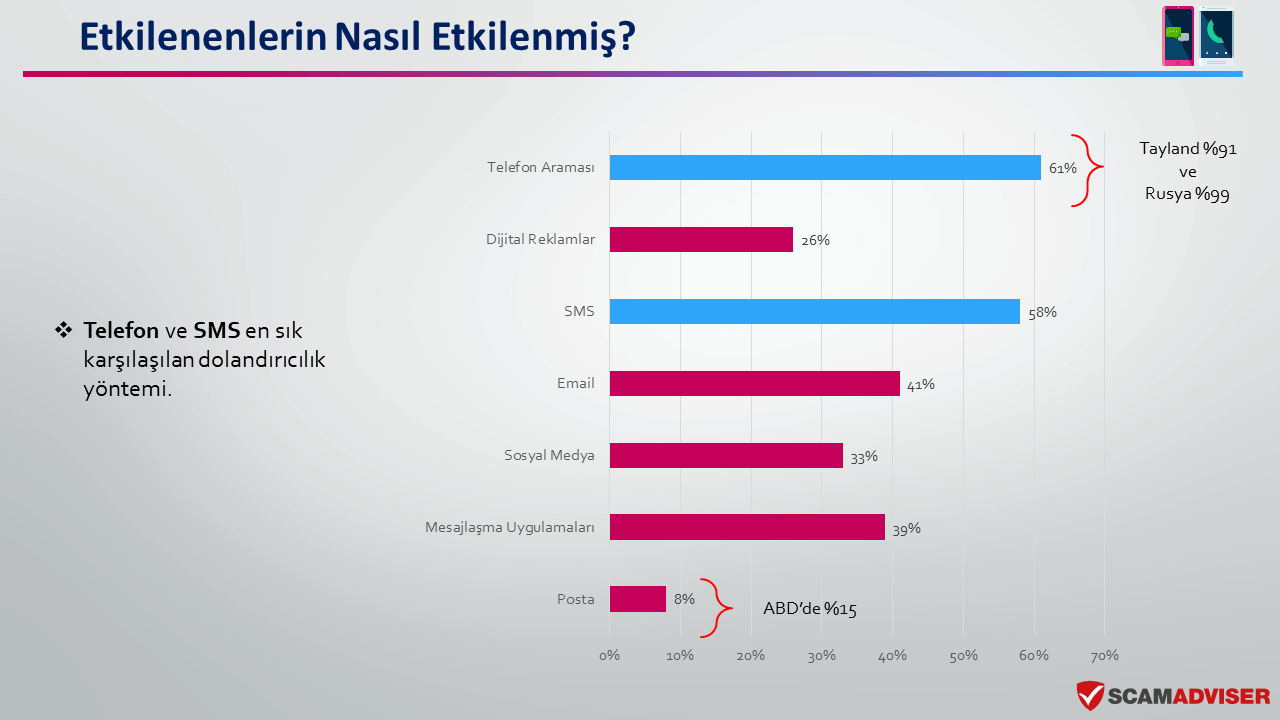 Etkilenenlerin Nasıl Etkilenmiş?
Telefon Araması
61%
Tayland %91
ve
Rusya %99
Dijital Reklamlar
26%
SMS
58%
❖ Telefon ve SMS en sık
karşılaşılan dolandırıcılık
yöntemi.
Email
41%
Sosyal Medya
33%
Mesajlaşma Uygulamaları
39%
Posta
8%
ABD’de %15
0% 10% 20% 30% 40% 50% 60% 70%
SCAMADVISER